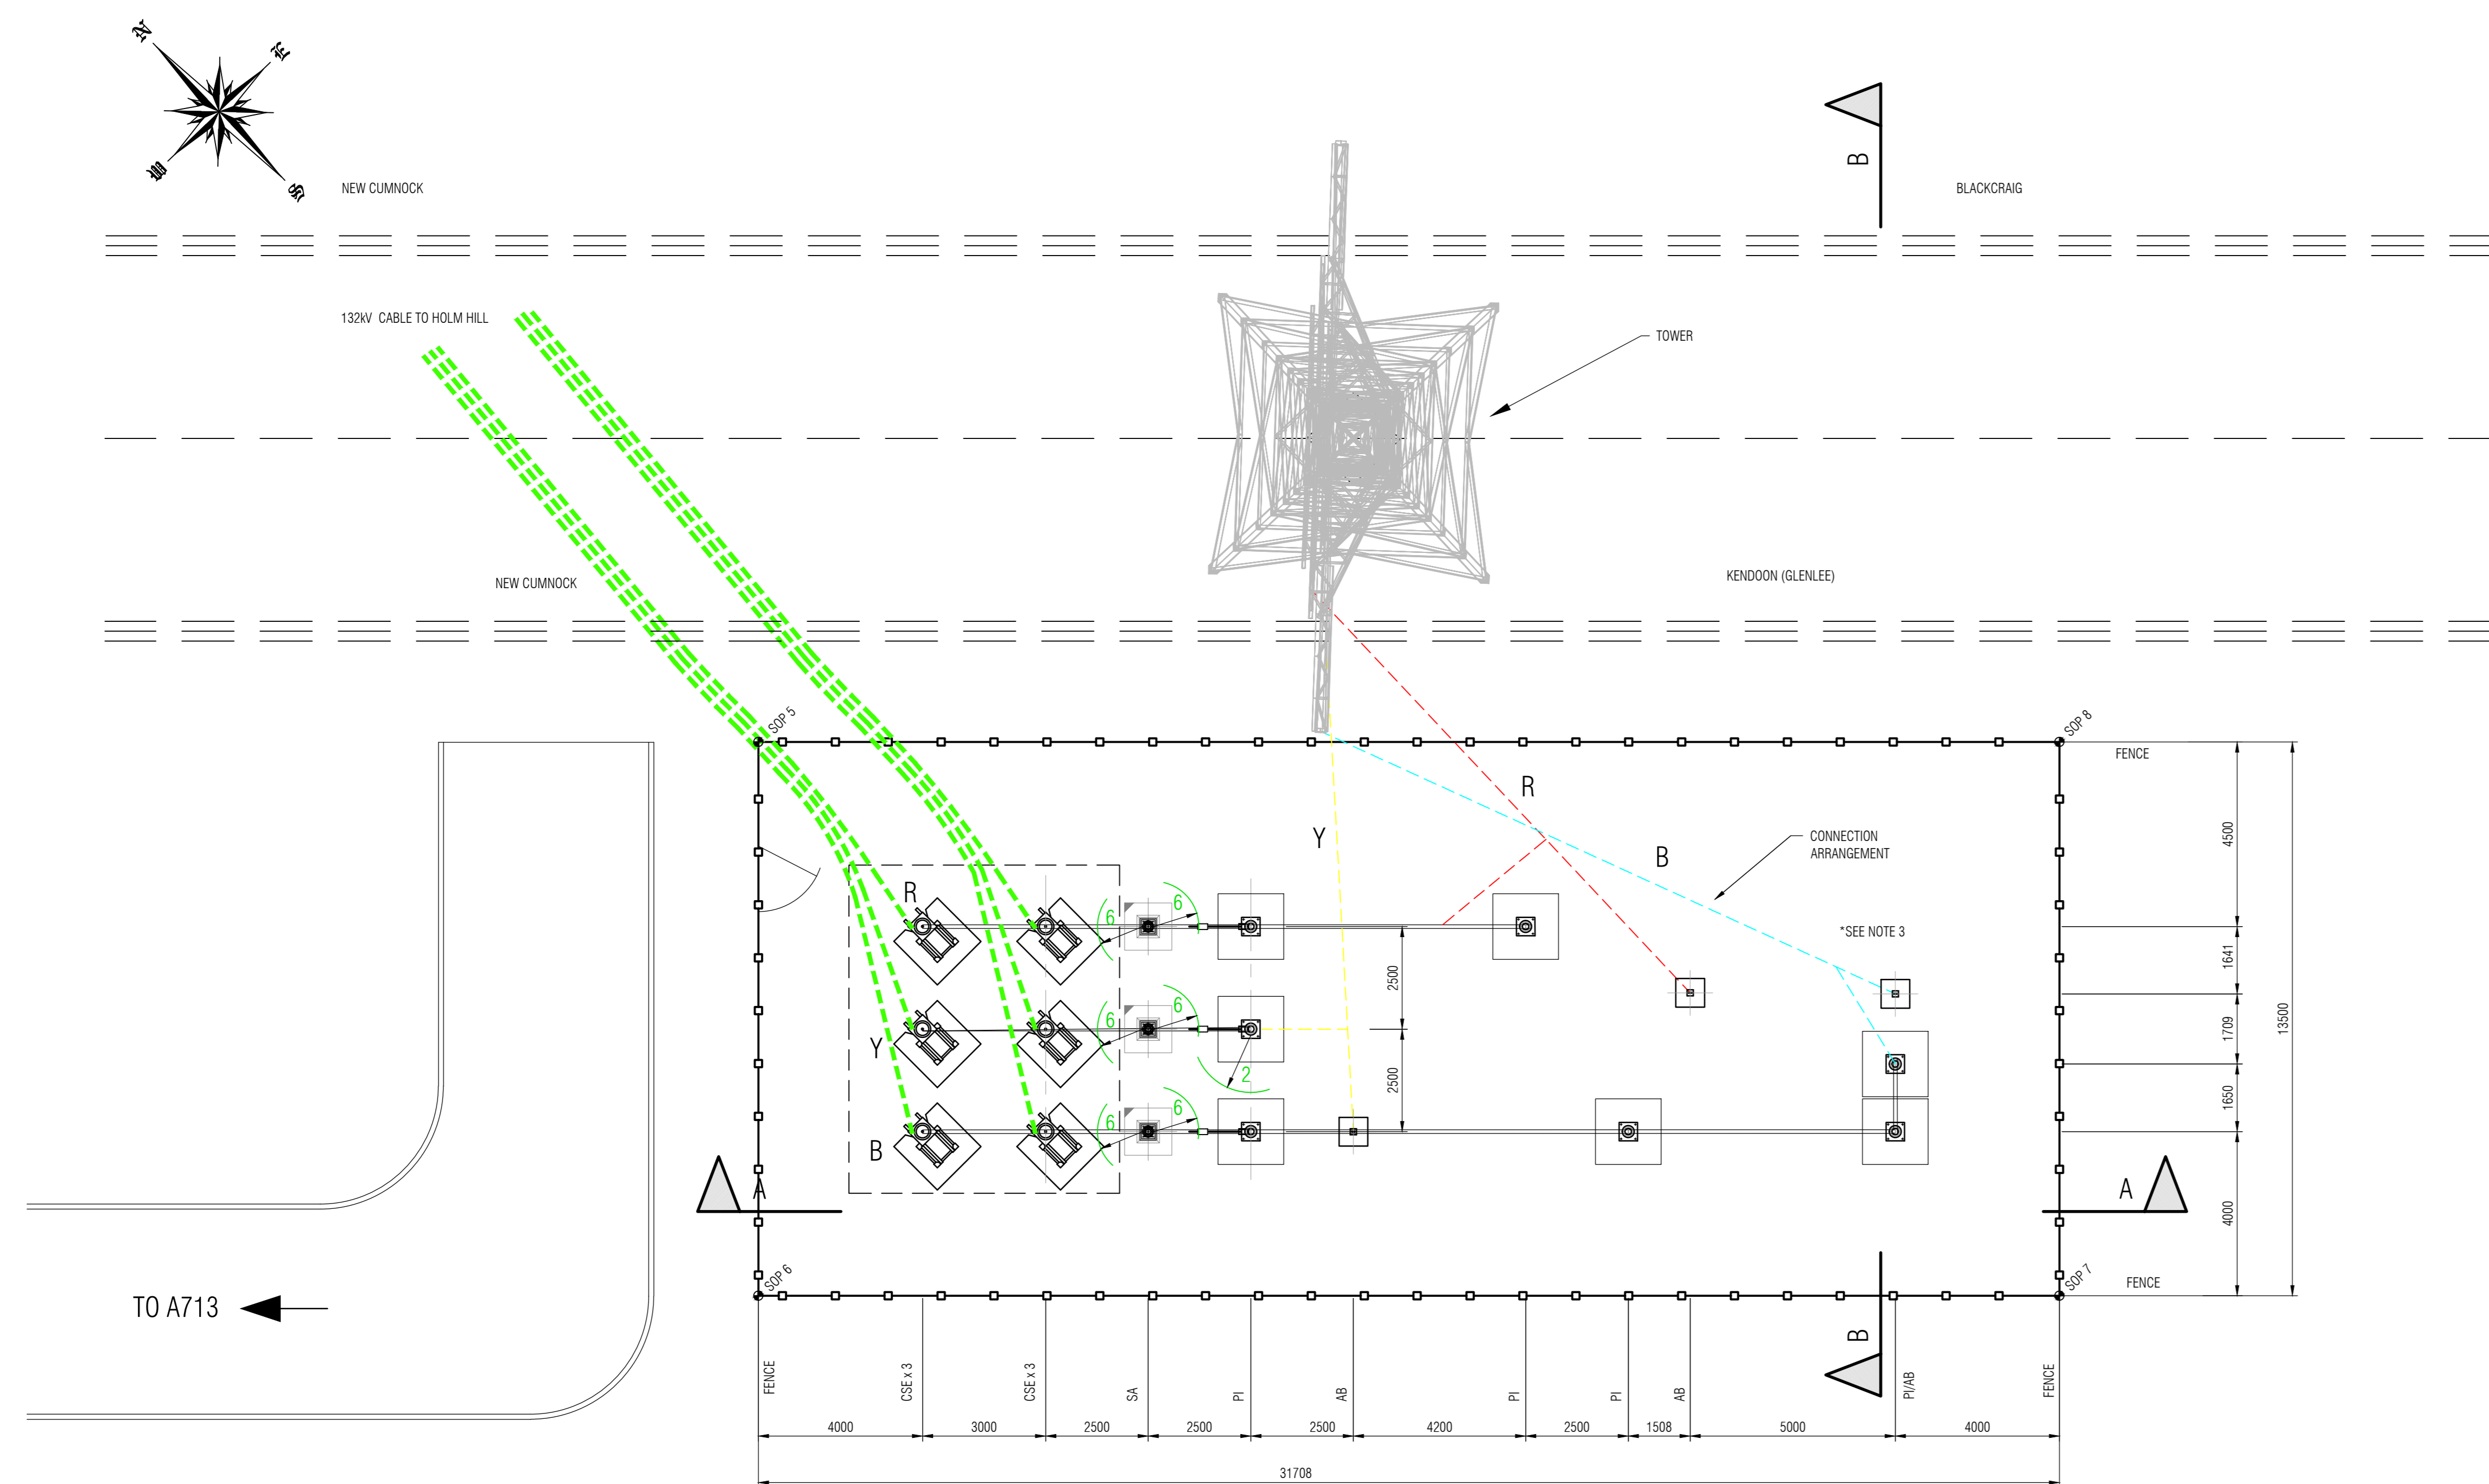 N
E
W
S
NEW CUMNOCK
B
BLACKCRAIG
132kV CABLE TO HOLM HILL
TOWER
NEW CUMNOCK
KENDOON (GLENLEE)
SOP 5
SOP 8
FENCE
R
Y
B
CONNECTION
ARRANGEMENT
*SEE NOTE 3
R
6
6
Y
6
6
2
B
6
6
2500
2500
4500
1641
1709
1650
4000
13500
A
A
SOP 6
SOP 7
FENCE
TO A713
B
FENCE
CSE x 3
CSE x 3
SA
PI
AB
PI
PI
AB
PI/AB
FENCE
4000
3000
2500
2500
2500
4200
2500
1508
5000
4000
31708